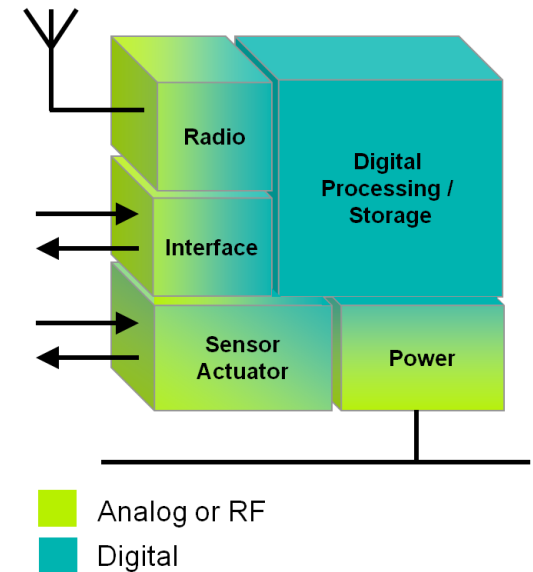 Radio
Digital
Processing /
Storage
Interface
Sensor
Actuator
Power
Analog or RF
Digital